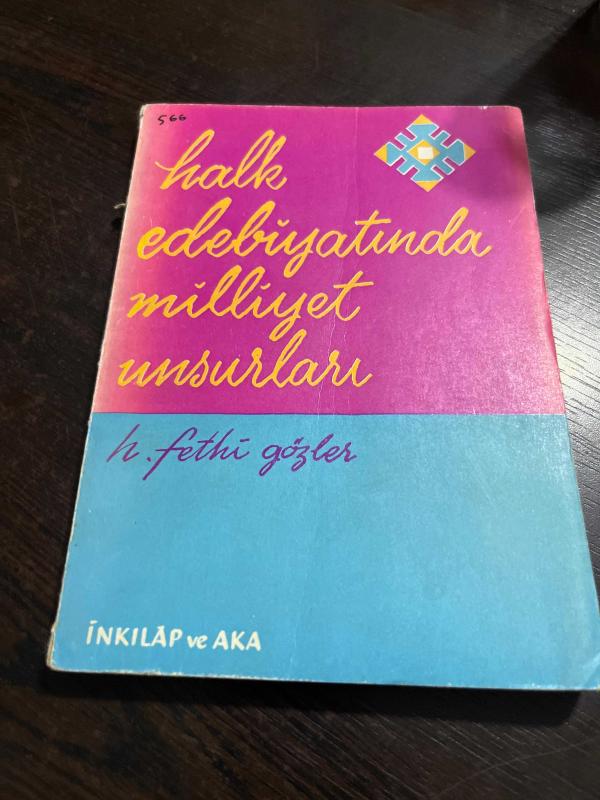 566
halk
edebiyatında
milliyet
unsurları
h. fethi gözler
İNKILÂP ve AKA